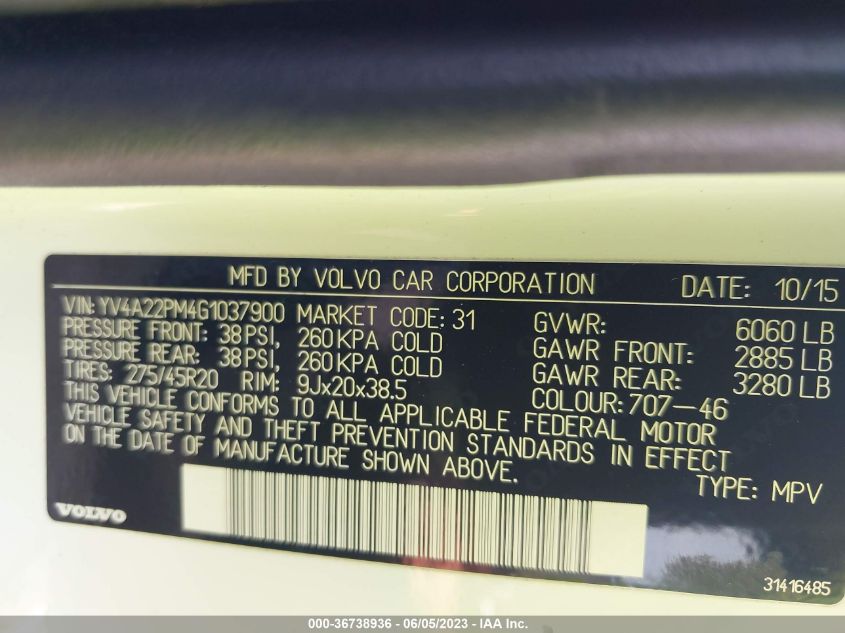 MFD BY VOLVO CAR CORPORATION DATE: 10/15
VIN: YV4A22PM4G1037900 MARKET CODE: 31
PRESSURE FRONT: 38 PSI, 260 KPA COLD
PRESSURE REAR: 38 PSI, 260 KPA COLD
TIRES: 275/45R20 RIM: 9Jx20x38.5
GVWR: 6060 LB
GAWR FRONT: 2885 LB
GAWR REAR: 3280 LB
COLOUR: 707-46
THIS VEHICLE CONFORMS TO ALL APPLICABLE FEDERAL MOTOR
VEHICLE SAFETY AND THEFT PREVENTION STANDARDS IN EFFECT
ON THE DATE OF MANUFACTURE SHOWN ABOVE.
TYPE: MPV
VOLVO
31416485
000-36738936 - 06/05/2023 - IAA Inc.